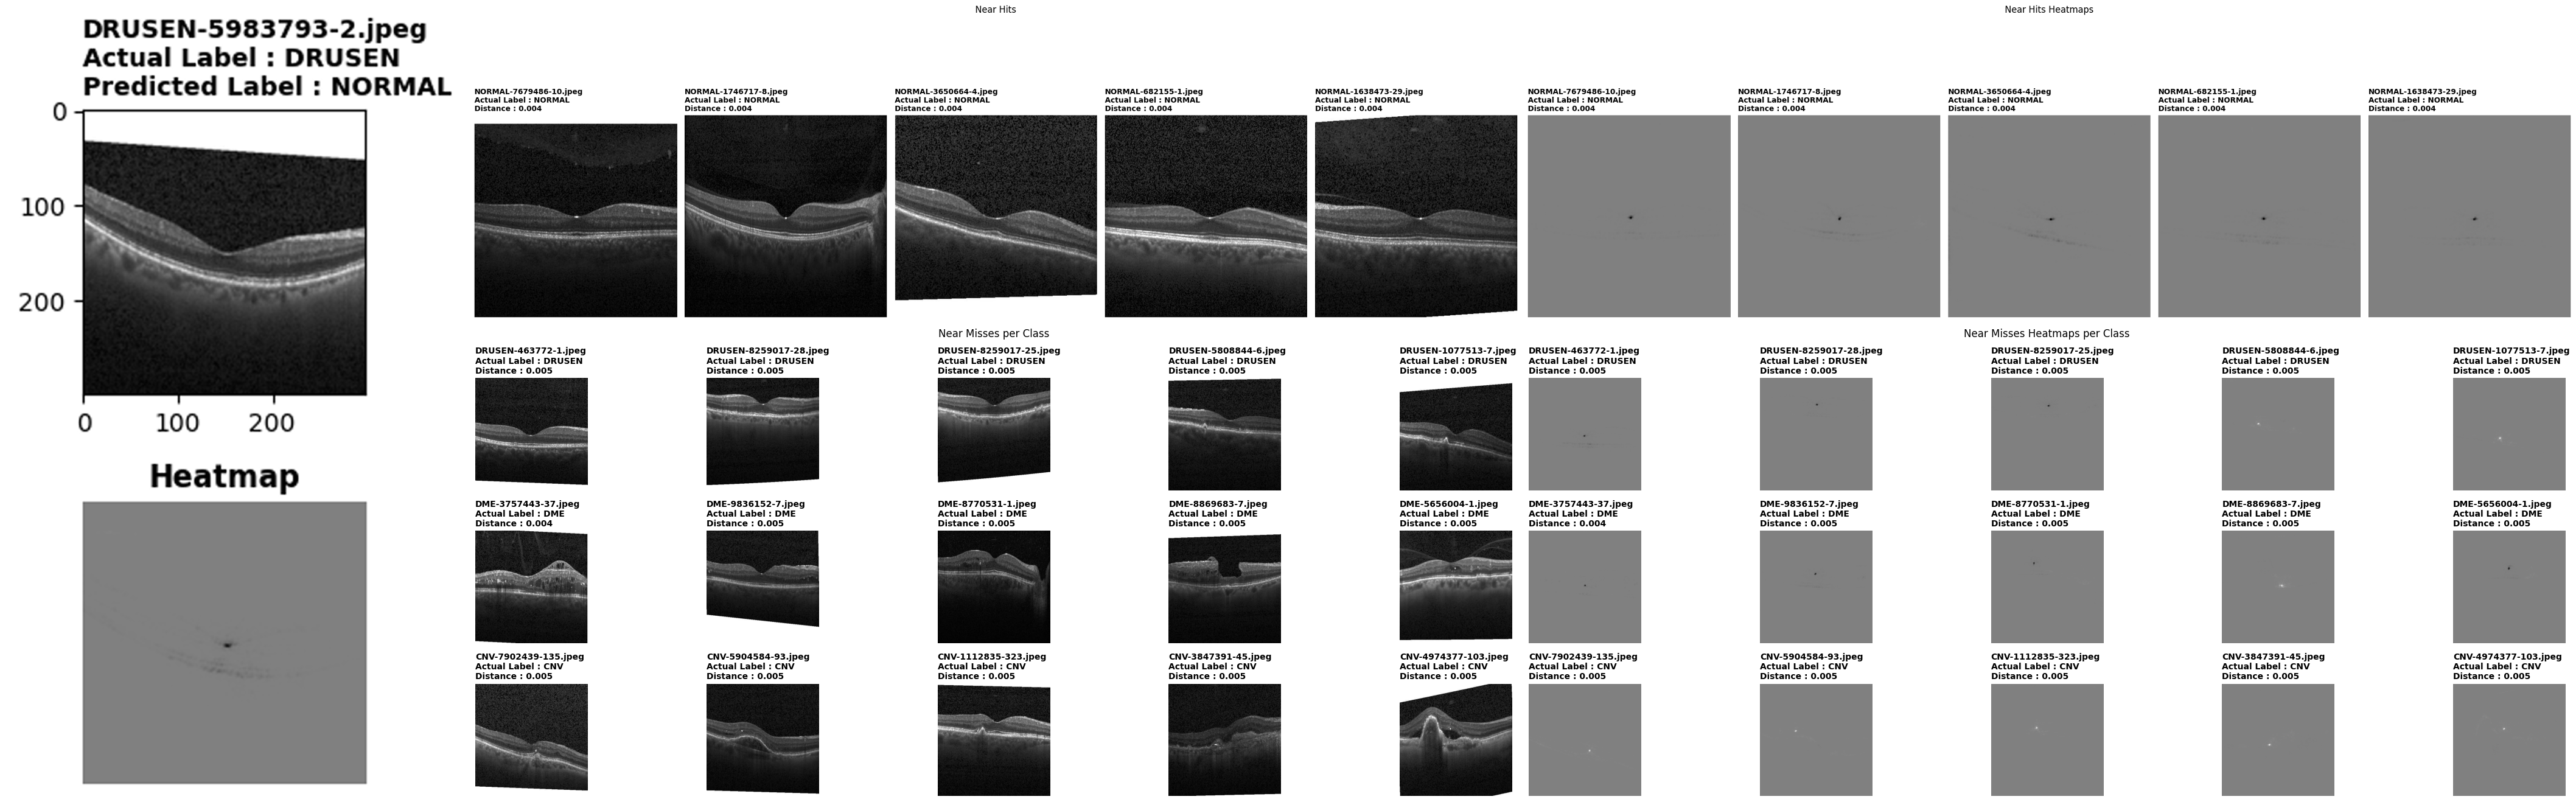 DRUSEN-5983793-2.jpeg
Actual Label : DRUSEN
Predicted Label : NORMAL
0
100
200
0
100
200
Heatmap
Near Hits
NORMAL-7679486-10.jpeg
Actual Label : NORMAL
Distance : 0.004
NORMAL-1746717-8.jpeg
Actual Label : NORMAL
Distance : 0.004
NORMAL-3650664-4.jpeg
Actual Label : NORMAL
Distance : 0.004
NORMAL-682155-1.jpeg
Actual Label : NORMAL
Distance : 0.004
NORMAL-1638473-29.jpeg
Actual Label : NORMAL
Distance : 0.004
Near Hits Heatmaps
NORMAL-7679486-10.jpeg
Actual Label : NORMAL
Distance : 0.004
NORMAL-1746717-8.jpeg
Actual Label : NORMAL
Distance : 0.004
NORMAL-3650664-4.jpeg
Actual Label : NORMAL
Distance : 0.004
NORMAL-682155-1.jpeg
Actual Label : NORMAL
Distance : 0.004
NORMAL-1638473-29.jpeg
Actual Label : NORMAL
Distance : 0.004
Near Misses per Class
DRUSEN-463772-1.jpeg
Actual Label : DRUSEN
Distance : 0.005
DRUSEN-8259017-28.jpeg
Actual Label : DRUSEN
Distance : 0.005
DRUSEN-8259017-25.jpeg
Actual Label : DRUSEN
Distance : 0.005
DRUSEN-5808844-6.jpeg
Actual Label : DRUSEN
Distance : 0.005
DRUSEN-1077513-7.jpeg
Actual Label : DRUSEN
Distance : 0.005
DME-3757443-37.jpeg
Actual Label : DME
Distance : 0.004
DME-9836152-7.jpeg
Actual Label : DME
Distance : 0.005
DME-8770531-1.jpeg
Actual Label : DME
Distance : 0.005
DME-8869683-7.jpeg
Actual Label : DME
Distance : 0.005
DME-5656004-1.jpeg
Actual Label : DME
Distance : 0.005
CNV-7902439-135.jpeg
Actual Label : CNV
Distance : 0.005
CNV-5904584-93.jpeg
Actual Label : CNV
Distance : 0.005
CNV-1112835-323.jpeg
Actual Label : CNV
Distance : 0.005
CNV-3847391-45.jpeg
Actual Label : CNV
Distance : 0.005
CNV-4974377-103.jpeg
Actual Label : CNV
Distance : 0.005
Near Misses Heatmaps per Class
DRUSEN-463772-1.jpeg
Actual Label : DRUSEN
Distance : 0.005
DRUSEN-8259017-28.jpeg
Actual Label : DRUSEN
Distance : 0.005
DRUSEN-8259017-25.jpeg
Actual Label : DRUSEN
Distance : 0.005
DRUSEN-5808844-6.jpeg
Actual Label : DRUSEN
Distance : 0.005
DRUSEN-1077513-7.jpeg
Actual Label : DRUSEN
Distance : 0.005
DME-3757443-37.jpeg
Actual Label : DME
Distance : 0.004
DME-9836152-7.jpeg
Actual Label : DME
Distance : 0.005
DME-8770531-1.jpeg
Actual Label : DME
Distance : 0.005
DME-8869683-7.jpeg
Actual Label : DME
Distance : 0.005
DME-5656004-1.jpeg
Actual Label : DME
Distance : 0.005
CNV-7902439-135.jpeg
Actual Label : CNV
Distance : 0.005
CNV-5904584-93.jpeg
Actual Label : CNV
Distance : 0.005
CNV-1112835-323.jpeg
Actual Label : CNV
Distance : 0.005
CNV-3847391-45.jpeg
Actual Label : CNV
Distance : 0.005
CNV-4974377-103.jpeg
Actual Label : CNV
Distance : 0.005